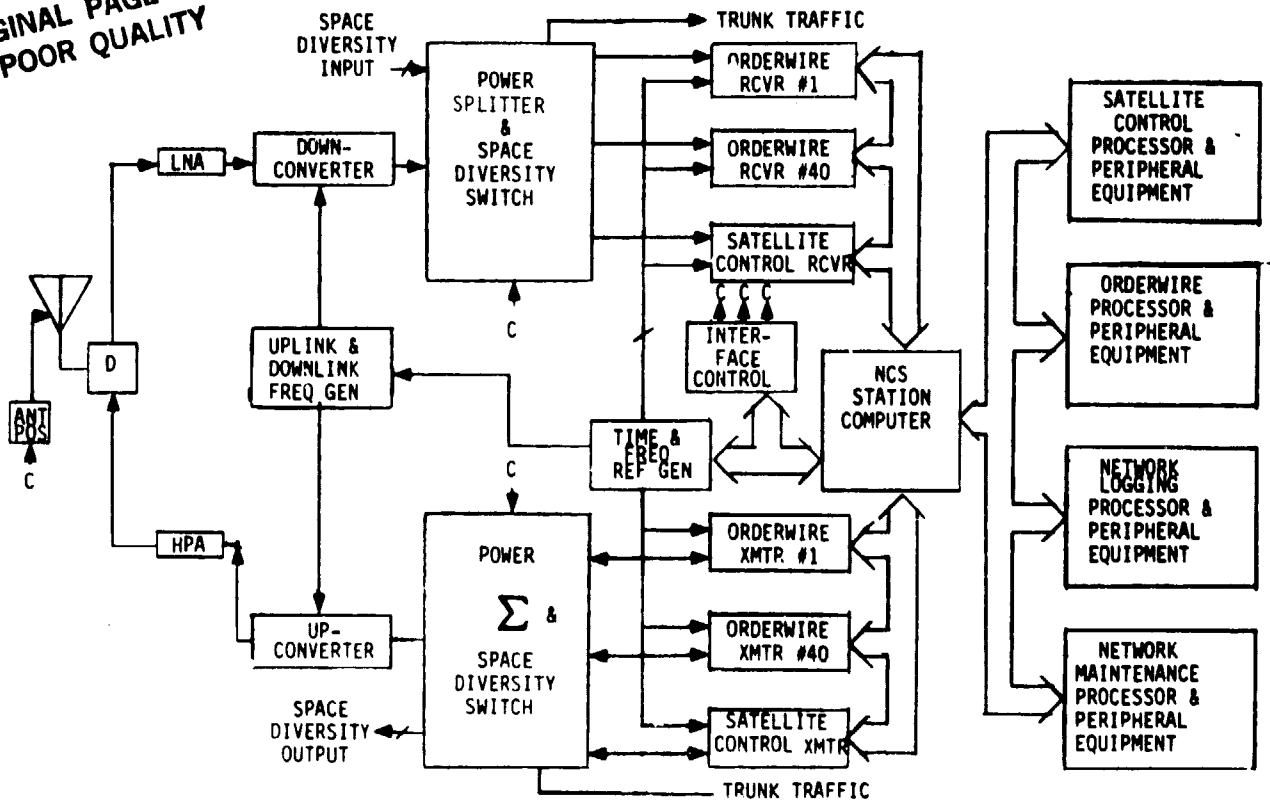 GINAL PAGE
POOR QUALITY
SPACE
DIVERSITY
INPUT
TRUNK TRAFFIC
POWER
SPLITTER
&
SPACE
DIVERSITY
SWITCH
ORDERWIRE
RCVR #1
ORDERWIRE
RCVR #40
SATELLITE
CONTROL RCVR
LNA
DOWN-
CONVERTER
C
C C C
INTER-
FACE
CONTROL
D
UPLINK &
DOWNLINK
FREQ GEN
ANT
POS
C
TIME &
FREQ
REF GEN
NCS
STATION
COMPUTER
C
HPA
UP-
CONVERTER
POWER
Σ &
SPACE
DIVERSITY
SWITCH
SPACE
DIVERSITY
OUTPUT
ORDERWIRE
XMTR #1
ORDERWIRE
XMTR #40
SATELLITE
CONTROL XMTR
TRUNK TRAFFIC
SATELLITE
CONTROL
PROCESSOR &
PERIPHERAL
EQUIPMENT
ORDERWIRE
PROCESSOR &
PERIPHERAL
EQUIPMENT
NETWORK
LOGGING
PROCESSOR &
PERIPHERAL
EQUIPMENT
NETWORK
MAINTENANCE
PROCESSOR &
PERIPHERAL
EQUIPMENT